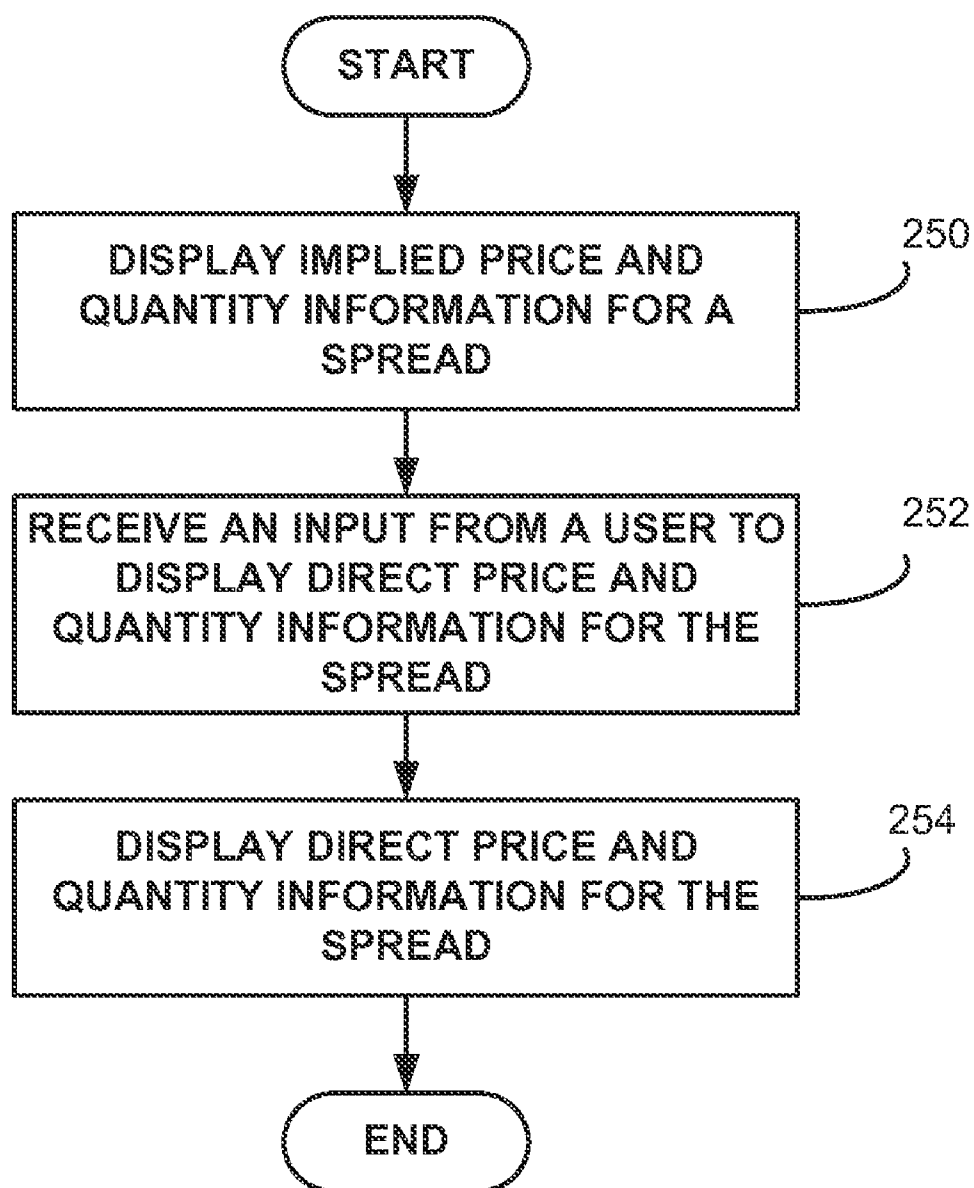 START
DISPLAY IMPLIED PRICE AND
QUANTITY INFORMATION FOR A
SPREAD
250
RECEIVE AN INPUT FROM A USER TO
DISPLAY DIRECT PRICE AND
QUANTITY INFORMATION FOR THE
SPREAD
252
DISPLAY DIRECT PRICE AND
QUANTITY INFORMATION FOR THE
SPREAD
254
END